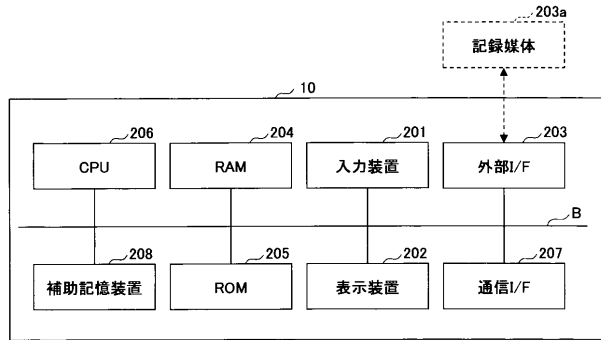 203a
記録媒体
10
206
CPU
204
RAM
201
入力装置
203
外部I/F
B
208
補助記憶装置
205
ROM
202
表示装置
207
通信I/F